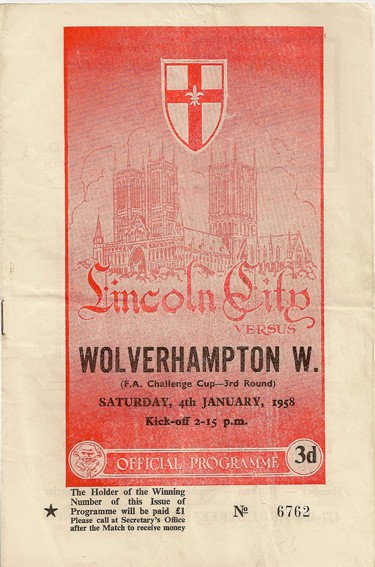 Lincoln City
VERSUS
WOLVERHAMPTON W.
(F.A. Challenge Cup—3rd Round)
SATURDAY, 4th JANUARY, 1958
Kick-off 2-15 p.m.
OFFICIAL PROGRAMME 3d
The Holder of the Winning
Number of this Issue of
Programme will be paid £1
Please call at Secretary's Office
after the Match to receive money
★
Nº 6762